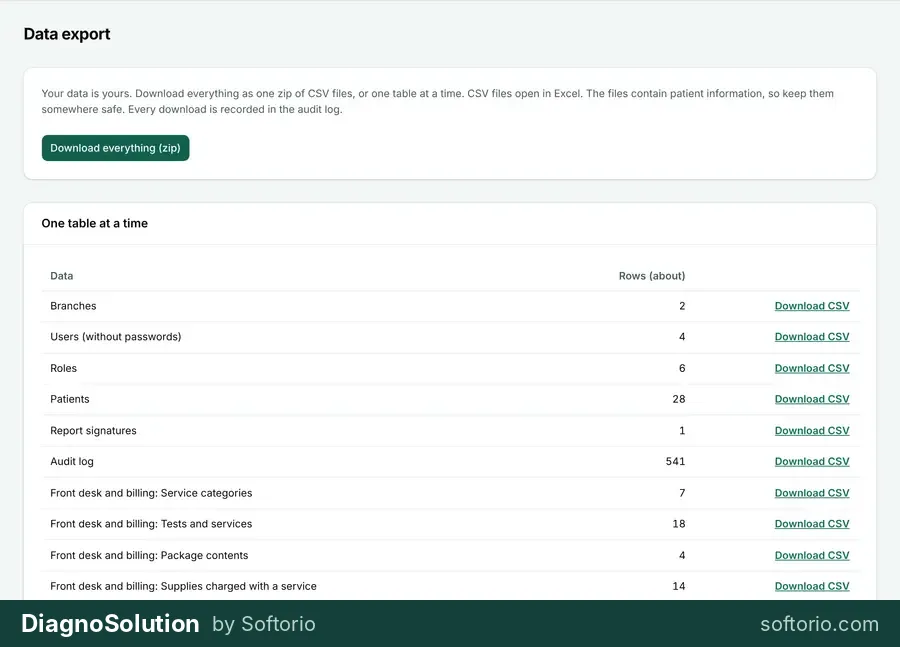 Data export
Your data is yours. Download everything as one zip of CSV files, or one table at a time. CSV files open in Excel. The files contain patient information, so keep them
somewhere safe. Every download is recorded in the audit log.
Download everything (zip)
One table at a time
Data Rows (about)
Branches 2 Download CSV
Users (without passwords) 4 Download CSV
Roles 6 Download CSV
Patients 28 Download CSV
Report signatures 1 Download CSV
Audit log 541 Download CSV
Front desk and billing: Service categories 7 Download CSV
Front desk and billing: Tests and services 18 Download CSV
Front desk and billing: Package contents 4 Download CSV
Front desk and billing: Supplies charged with a service 14 Download CSV
DiagnoSolution by Softorio softorio.com